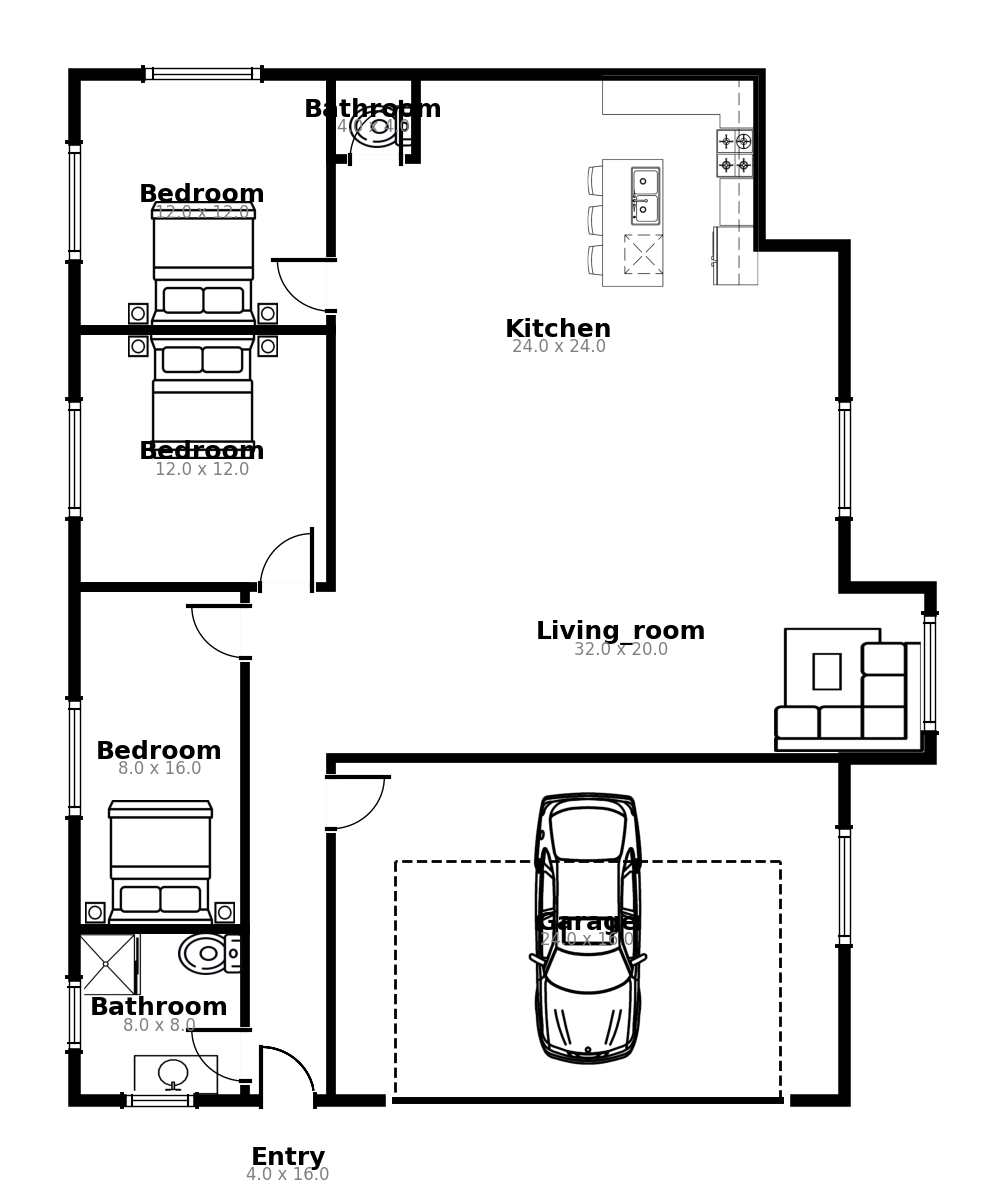 Bathroom
4.0 x 4.0
Bedroom
12.0 x 12.0
Kitchen
24.0 x 24.0
Bedroom
12.0 x 12.0
Living_room
32.0 x 20.0
Bedroom
8.0 x 16.0
Garage
24.0 x 16.0
Bathroom
8.0 x 8.0
Entry
4.0 x 16.0